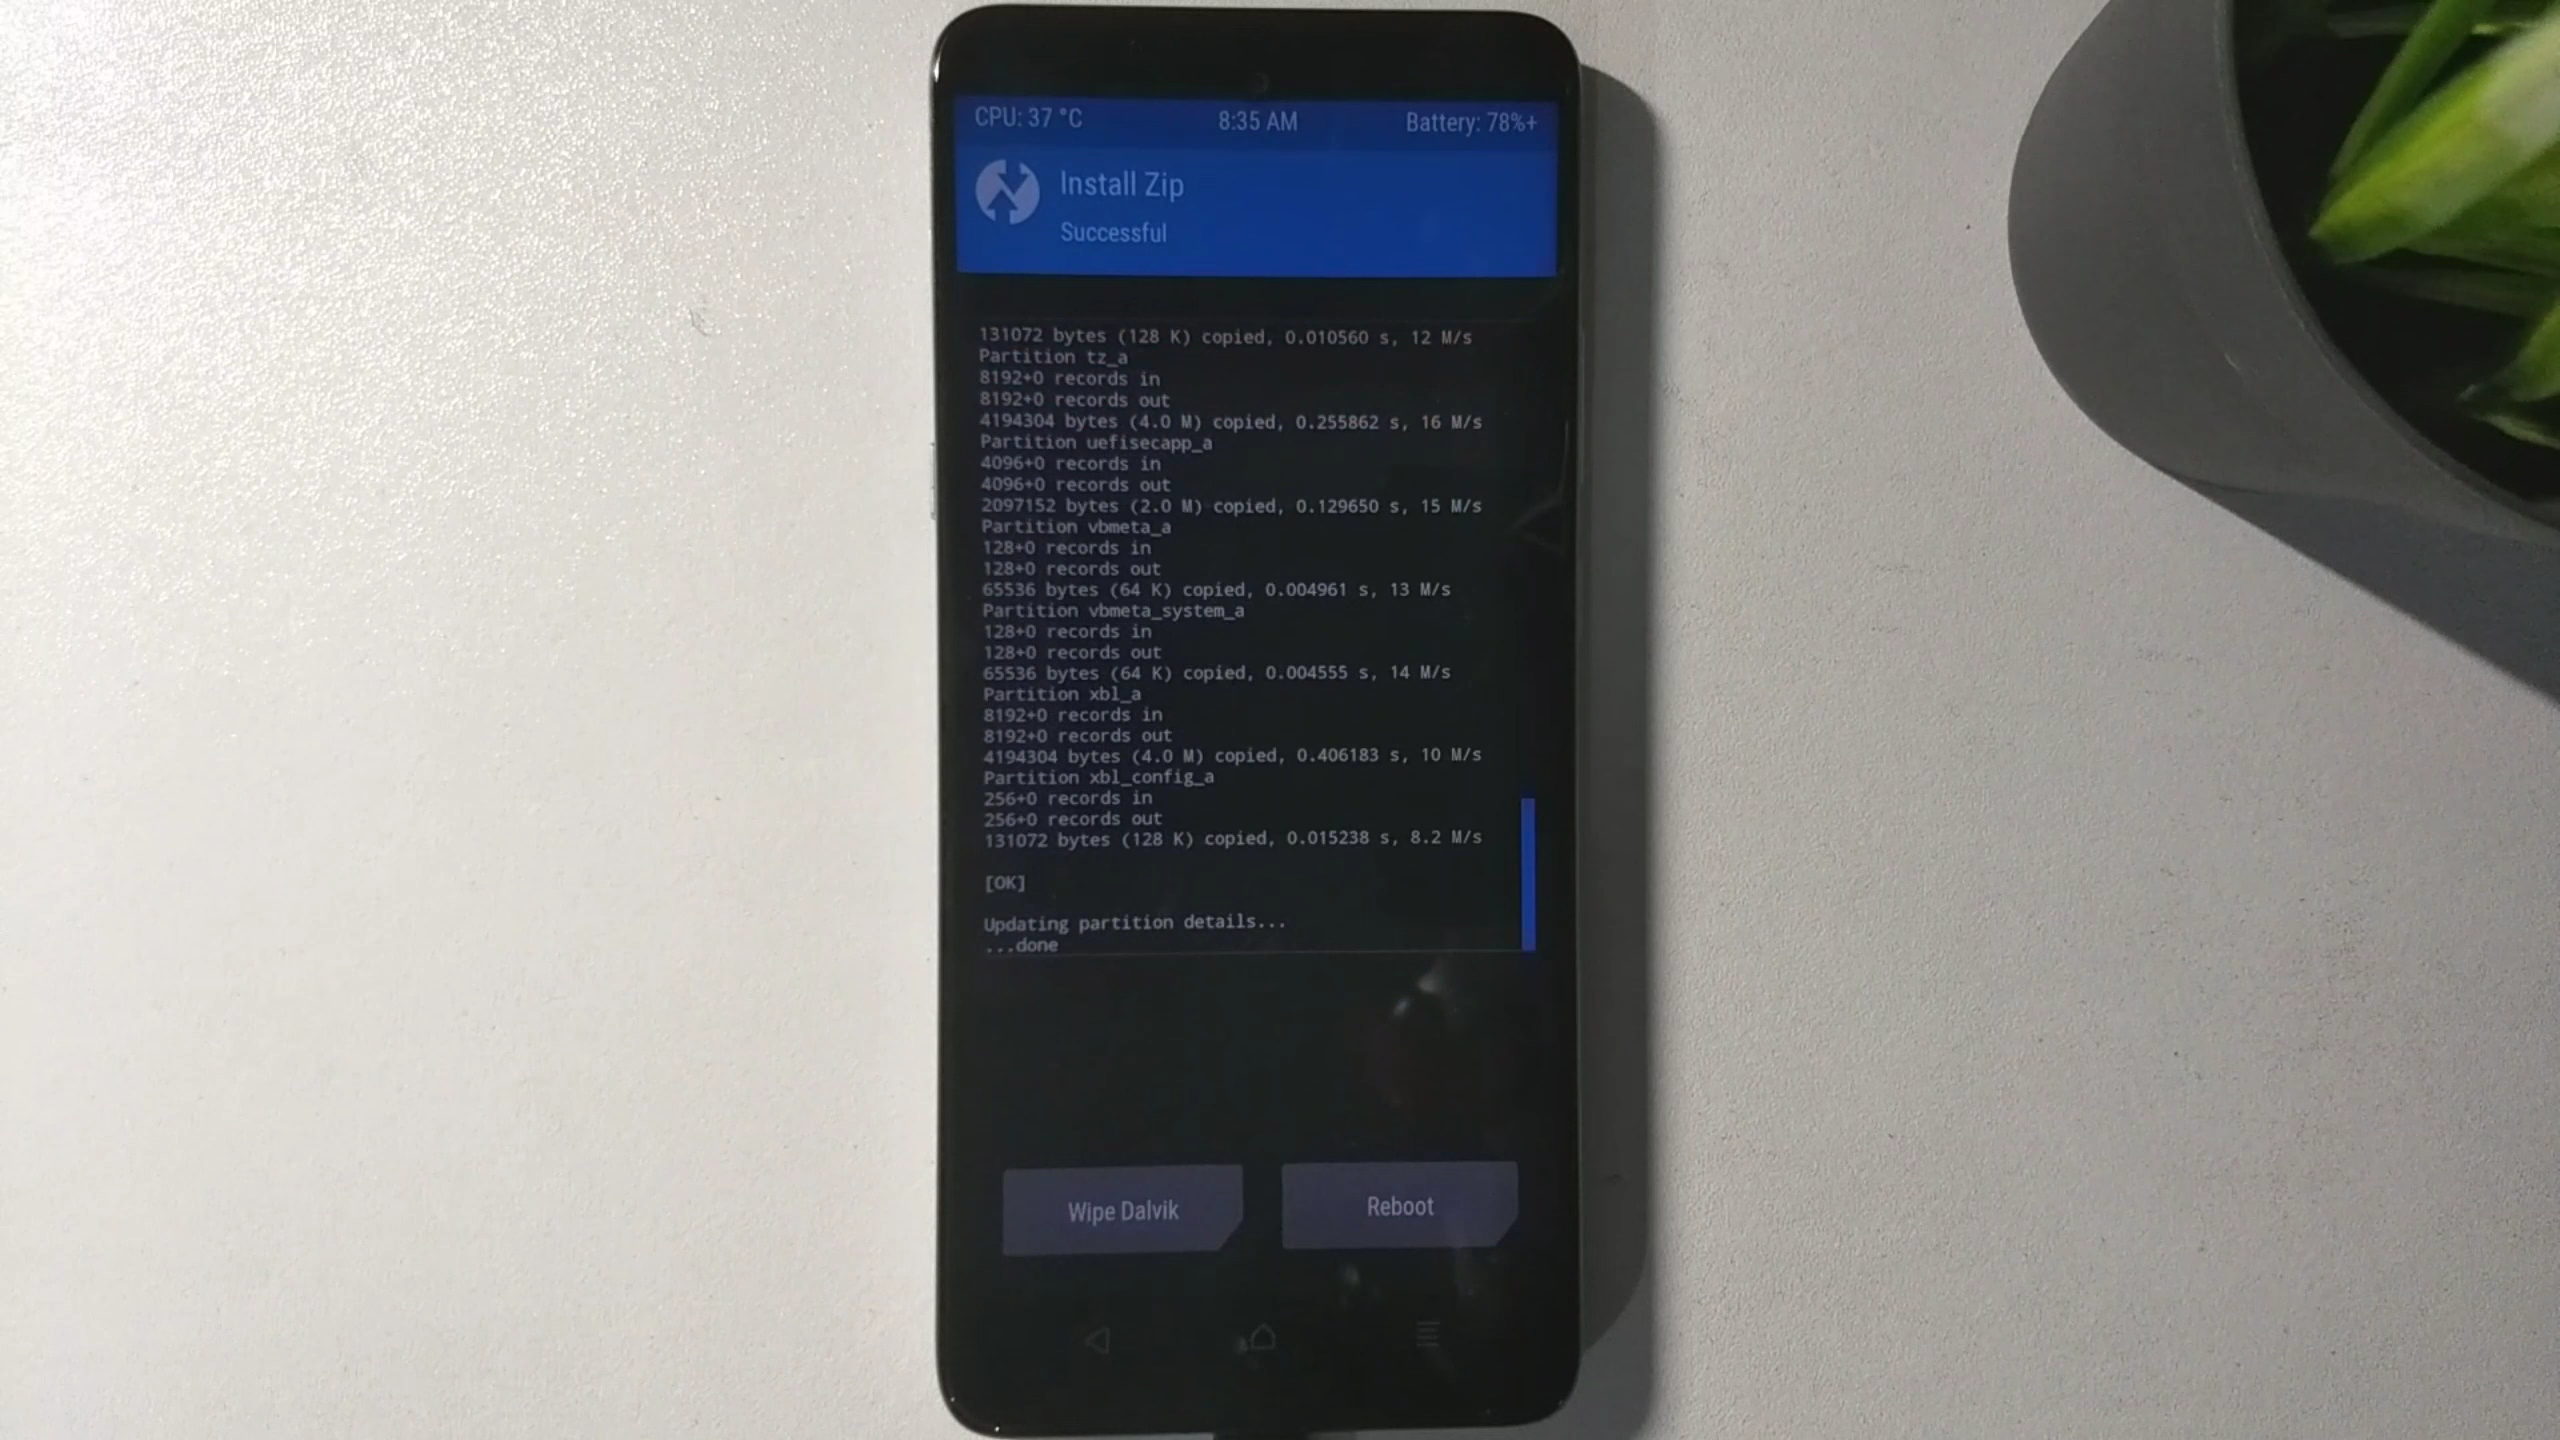 CPU: 37 °C 8:35 AM Battery: 78%+
Install Zip
Successful
131072 bytes (128 K) copied, 0.010560 s, 12 M/s
Partition tz_a
8192+0 records in
8192+0 records out
4194304 bytes (4.0 M) copied, 0.255862 s, 16 M/s
Partition uefisecapp_a
4096+0 records in
4096+0 records out
2097152 bytes (2.0 M) copied, 0.129650 s, 15 M/s
Partition vbmeta_a
128+0 records in
128+0 records out
65536 bytes (64 K) copied, 0.004961 s, 13 M/s
Partition vbmeta_system_a
128+0 records in
128+0 records out
65536 bytes (64 K) copied, 0.004555 s, 14 M/s
Partition xbl_a
8192+0 records in
8192+0 records out
4194304 bytes (4.0 M) copied, 0.406183 s, 10 M/s
Partition xbl_config_a
256+0 records in
256+0 records out
131072 bytes (128 K) copied, 0.015238 s, 8.2 M/s
[OK]
Updating partition details...
...done
Wipe Dalvik Reboot